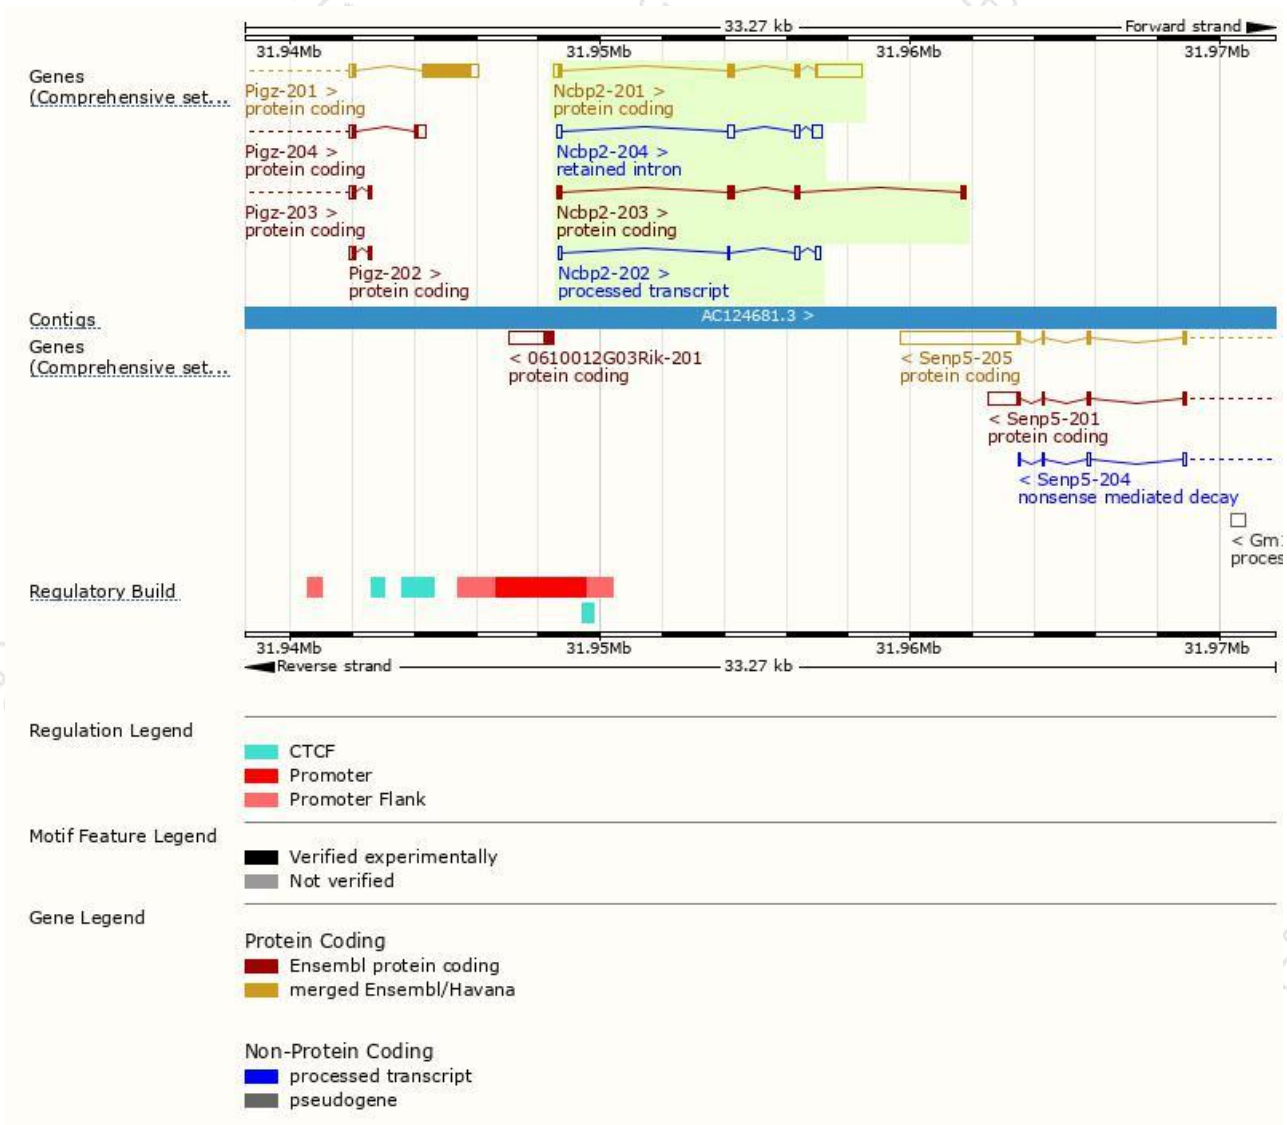 33.27 kb
Forward strand
31.94Mb 31.95Mb 31.96Mb 31.97Mb
Genes
(Comprehensive set...
Pigz-201 >
protein coding
Ncbp2-201 >
protein coding
Pigz-204 >
protein coding
Ncbp2-204 >
retained intron
Pigz-203 >
protein coding
Ncbp2-203 >
protein coding
Pigz-202 >
protein coding
Ncbp2-202 >
processed transcript
Contigs
AC124681.3 >
Genes
(Comprehensive set...
< 0610012G03Rik-201
protein coding
< Senp5-205
protein coding
< Senp5-201
protein coding
< Senp5-204
nonsense mediated decay
< Gm
proces
Regulatory Build
31.94Mb 31.95Mb 31.96Mb 31.97Mb
Reverse strand
33.27 kb
Regulation Legend
CTCF
Promoter
Promoter Flank
Motif Feature Legend
Verified experimentally
Not verified
Gene Legend
Protein Coding
Ensembl protein coding
merged Ensembl/Havana
Non-Protein Coding
processed transcript
pseudogene